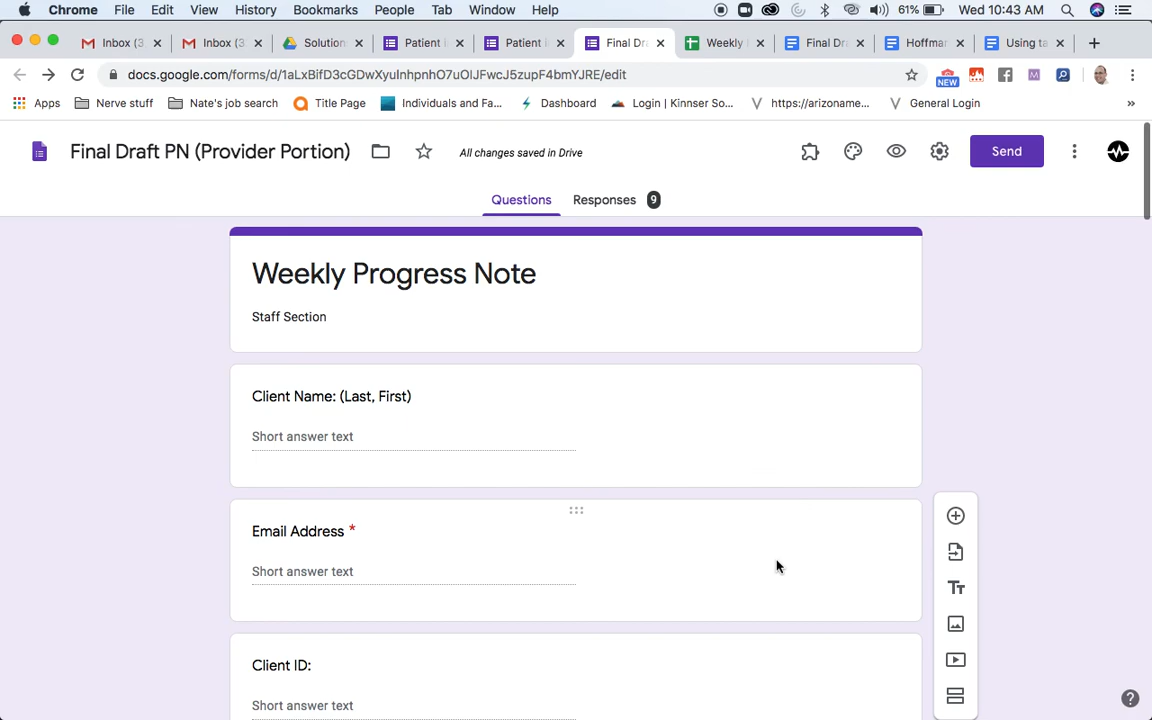 Chrome File Edit View History Bookmarks People Tab Window Help 61% Wed 10:43 AM
Inbox (3 Inbox (3 Solution Patient i Patient i Final Dr Weekly Final Dr Hoffma Using ta
docs.google.com/forms/d/1aLxBifD3cGDwXyuInhpnhO7uOlJFwcJ5zupF4bmYJRE/edit NEW
Apps Nerve stuff Nate's job search Title Page Individuals and Fa... Dashboard Login | Kinnser So... https://arizoname... General Login »
Final Draft PN (Provider Portion) All changes saved in Drive Send
Questions Responses 9
Weekly Progress Note
Staff Section
Client Name: (Last, First)
Short answer text
Email Address *
Short answer text
Client ID:
Short answer text
Tт